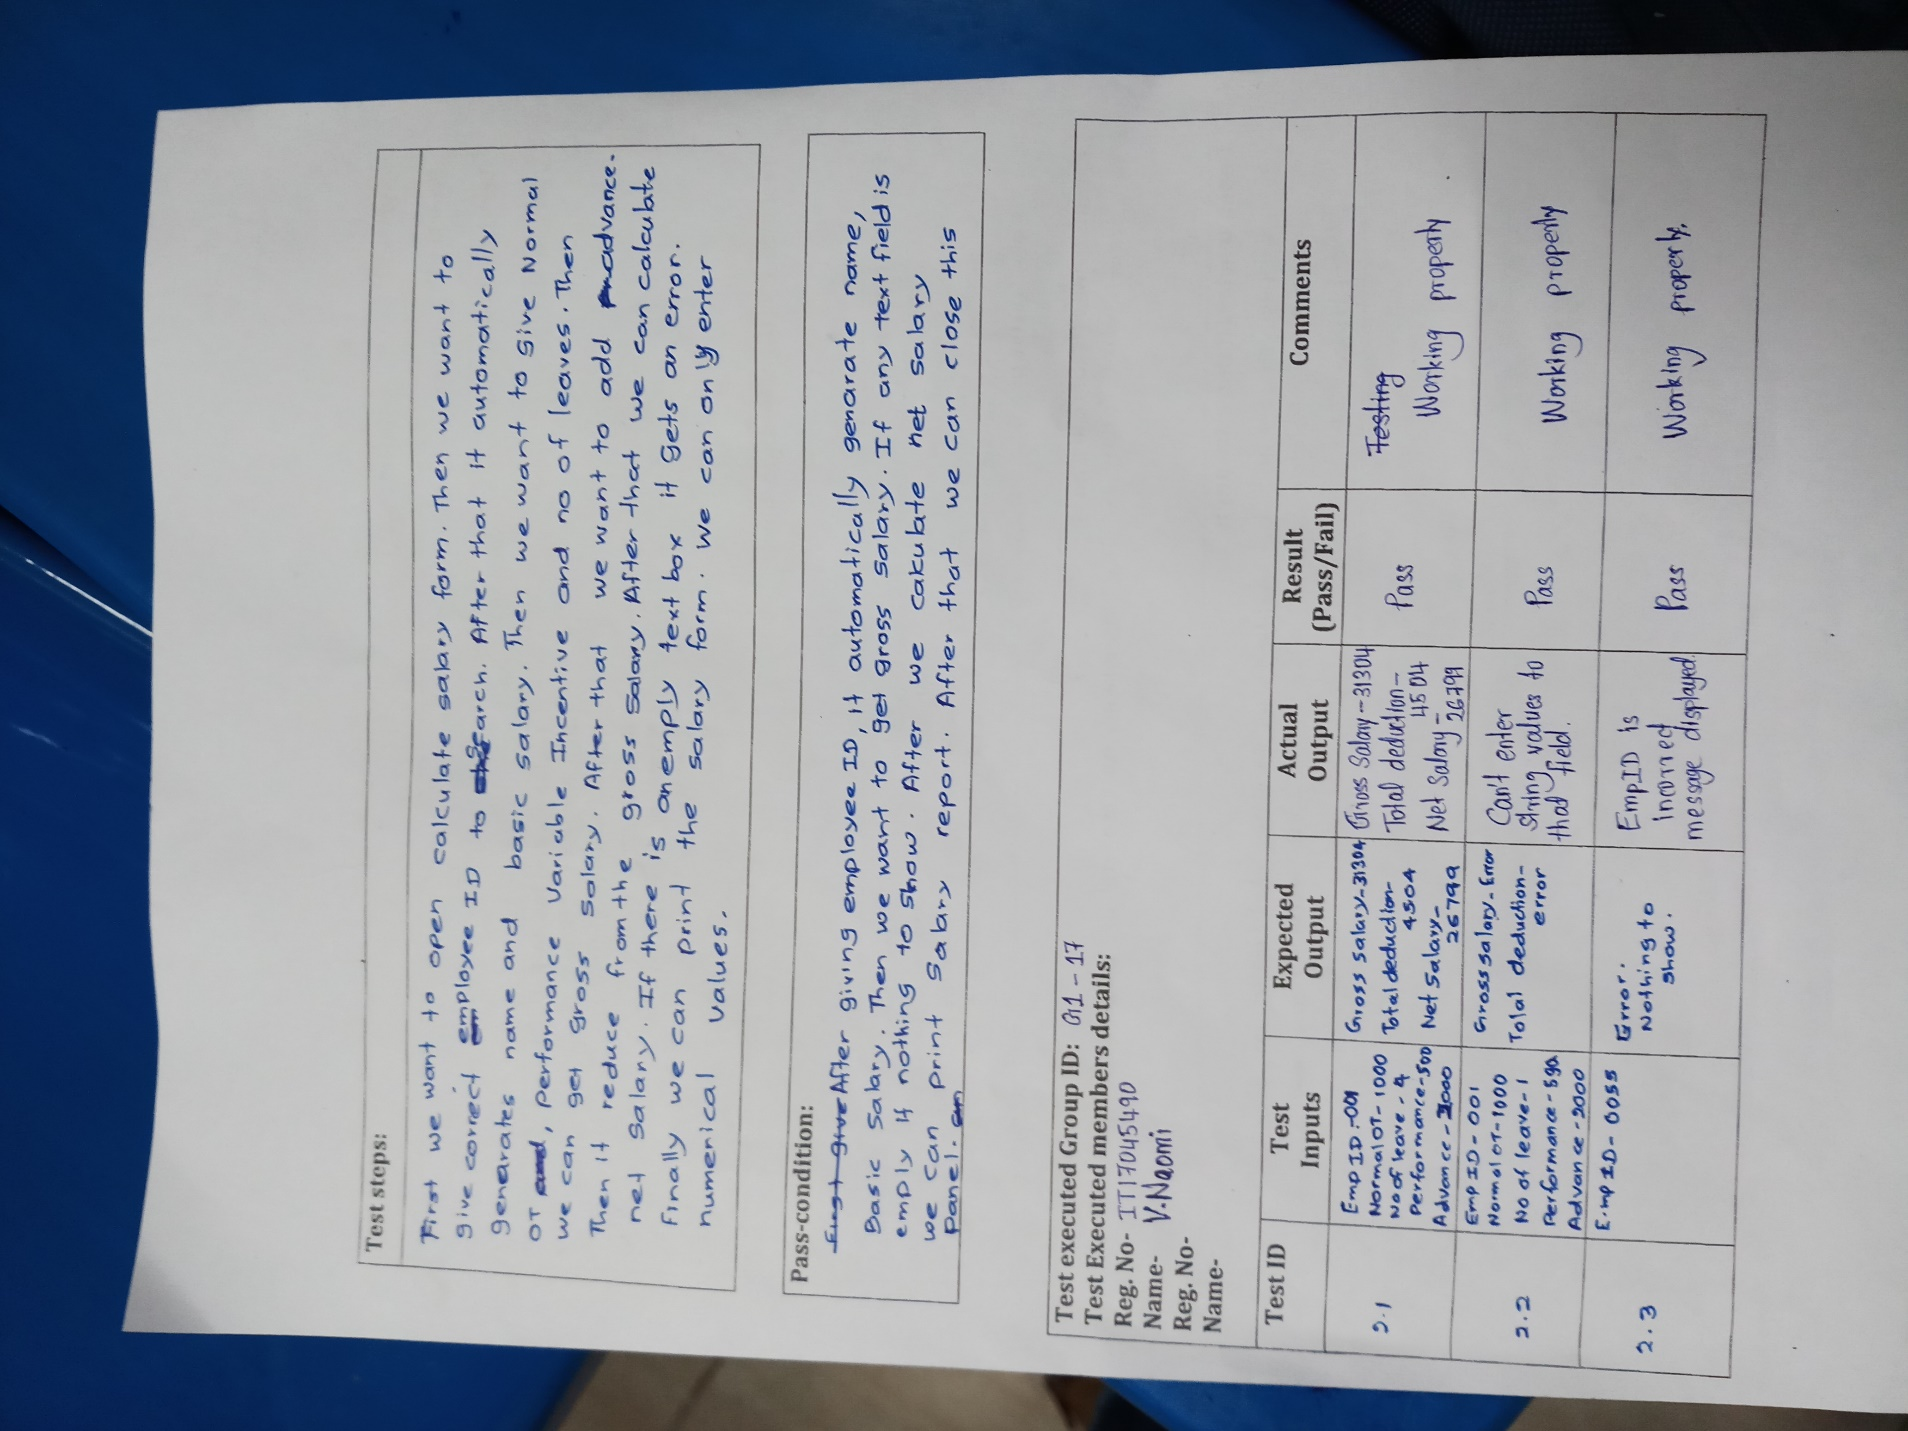 Test steps:
First we want to open calculate salary form. Then we want to
give correct employee ID to search. After that it automatically
generates name and basic salary. Then we want to give Normal
OT and, performance Variable Incentive and no of leaves. Then
we can get gross salary. After that we want to add advance.
Then it reduce from the gross salary. After that we can calculate
net salary. If there is an emply text box it gets an error.
Finally we can print the salary form. We can only enter
numerical values.
Pass-condition:
First give After giving employee ID, it automatically genarate name,
Basic salary. Then we want to get gross salary. If any text field is
emply it nothing to show. After we calculate net salary
we can print salary report. After that we can close this
panel.
Test executed Group ID: G1-17
Test Executed members details:
Reg. No- IT17045490
Name- V.Naomi
Reg. No-
Name-
Test ID Test Inputs Expected Output Actual Output Result (Pass/Fail) Comments
2.1
Emp ID-001
Normal OT-1000
No of leave-4
Performance-500
Advance-2000
Gross salary-31304
Total deduction-
4504
Net salary-
26799
Gross Salary-31304
Total deduction-
4504
Net Salary-
26799
Pass
Testing
Working properly
2.2
Emp ID-001
Normal OT-1000
No of leave-1
Performance-500
Advance-2000
Gross salary-Error
Total deduction-
error
Can't enter
string values to
that field.
Pass
Working properly
2.3
Emp ID-0055
Error.
Nothing to
show.
EmpID is
incorrect
message displayed.
Pass
Working properly.